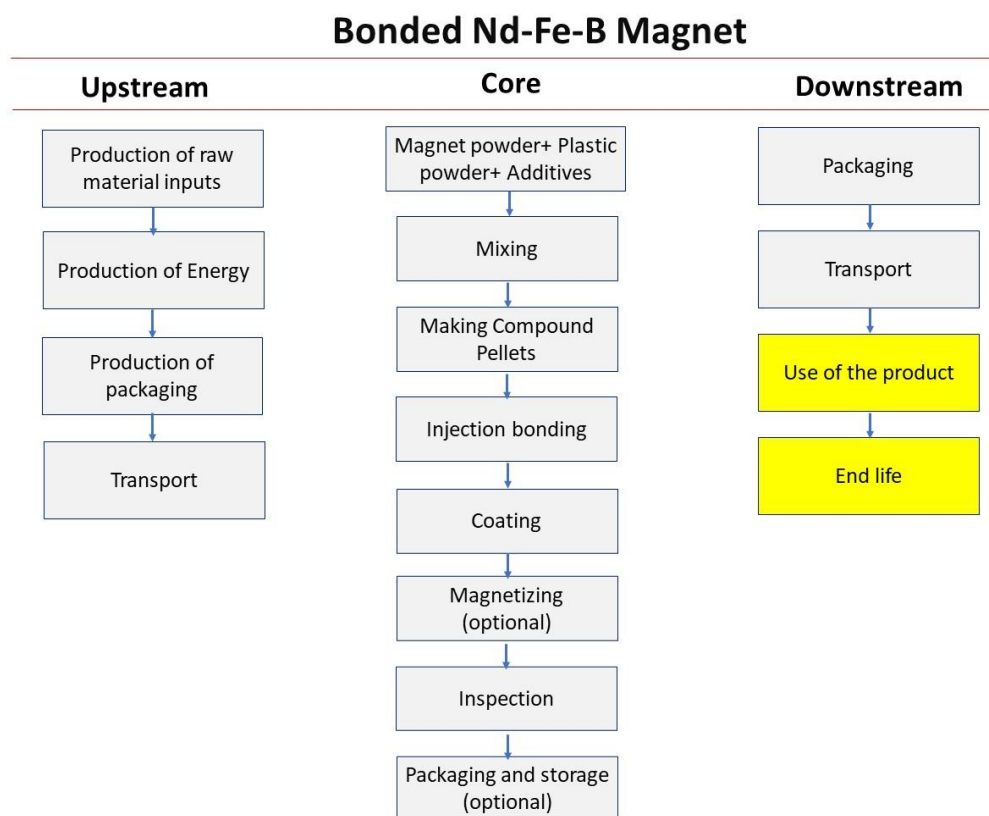 Bonded Nd-Fe-B Magnet
Upstream
Production of raw
material inputs
Production of Energy
Production of
packaging
Transport
Core
Magnet powder+ Plastic
powder+ Additives
Mixing
Making Compound
Pellets
Injection bonding
Coating
Magnetizing
(optional)
Inspection
Packaging and storage
(optional)
Downstream
Packaging
Transport
Use of the product
End life